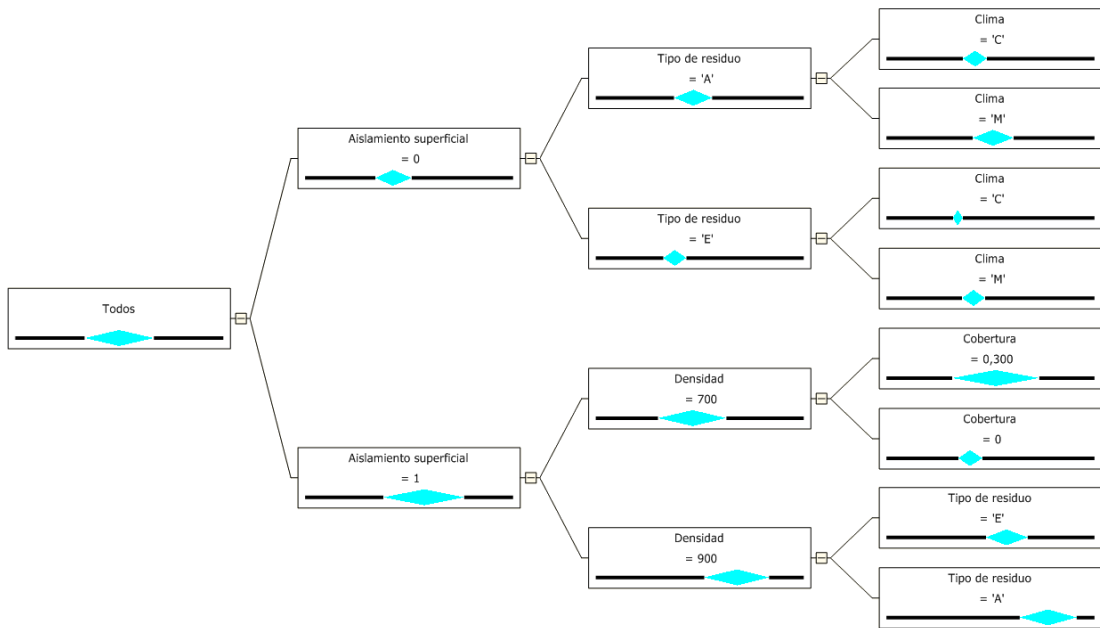 Todos
Aislamiento superficial
= 0
Tipo de residuo
= 'A'
Clima
= 'C'
Clima
= 'M'
Tipo de residuo
= 'E'
Clima
= 'C'
Clima
= 'M'
Aislamiento superficial
= 1
Densidad
= 700
Cobertura
= 0,300
Cobertura
= 0
Densidad
= 900
Tipo de residuo
= 'E'
Tipo de residuo
= 'A'